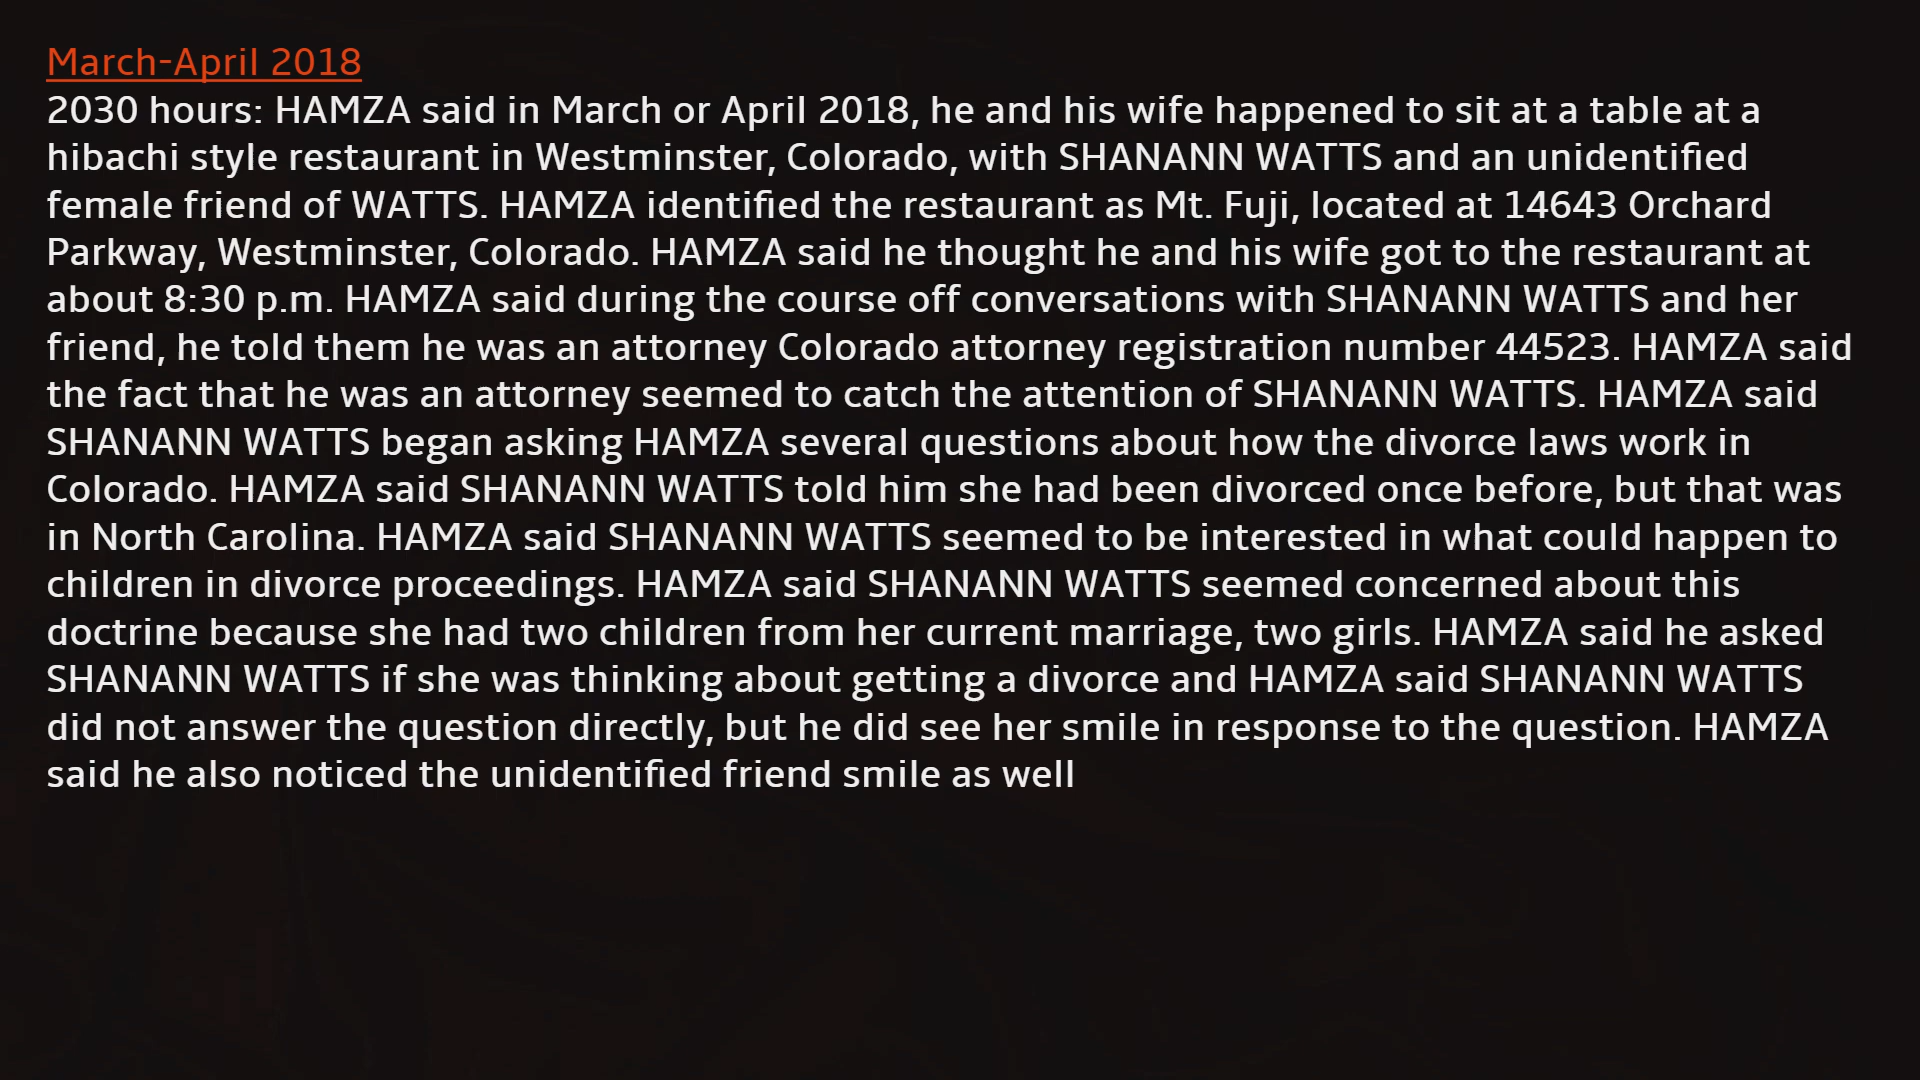 March-April 2018
2030 hours: HAMZA said in March or April 2018, he and his wife happened to sit at a table at a
hibachi style restaurant in Westminster, Colorado, with SHANANN WATTS and an unidentified
female friend of WATTS. HAMZA identified the restaurant as Mt. Fuji, located at 14643 Orchard
Parkway, Westminster, Colorado. HAMZA said he thought he and his wife got to the restaurant at
about 8:30 p.m. HAMZA said during the course off conversations with SHANANN WATTS and her
friend, he told them he was an attorney Colorado attorney registration number 44523. HAMZA said
the fact that he was an attorney seemed to catch the attention of SHANANN WATTS. HAMZA said
SHANANN WATTS began asking HAMZA several questions about how the divorce laws work in
Colorado. HAMZA said SHANANN WATTS told him she had been divorced once before, but that was
in North Carolina. HAMZA said SHANANN WATTS seemed to be interested in what could happen to
children in divorce proceedings. HAMZA said SHANANN WATTS seemed concerned about this
doctrine because she had two children from her current marriage, two girls. HAMZA said he asked
SHANANN WATTS if she was thinking about getting a divorce and HAMZA said SHANANN WATTS
did not answer the question directly, but he did see her smile in response to the question. HAMZA
said he also noticed the unidentified friend smile as well